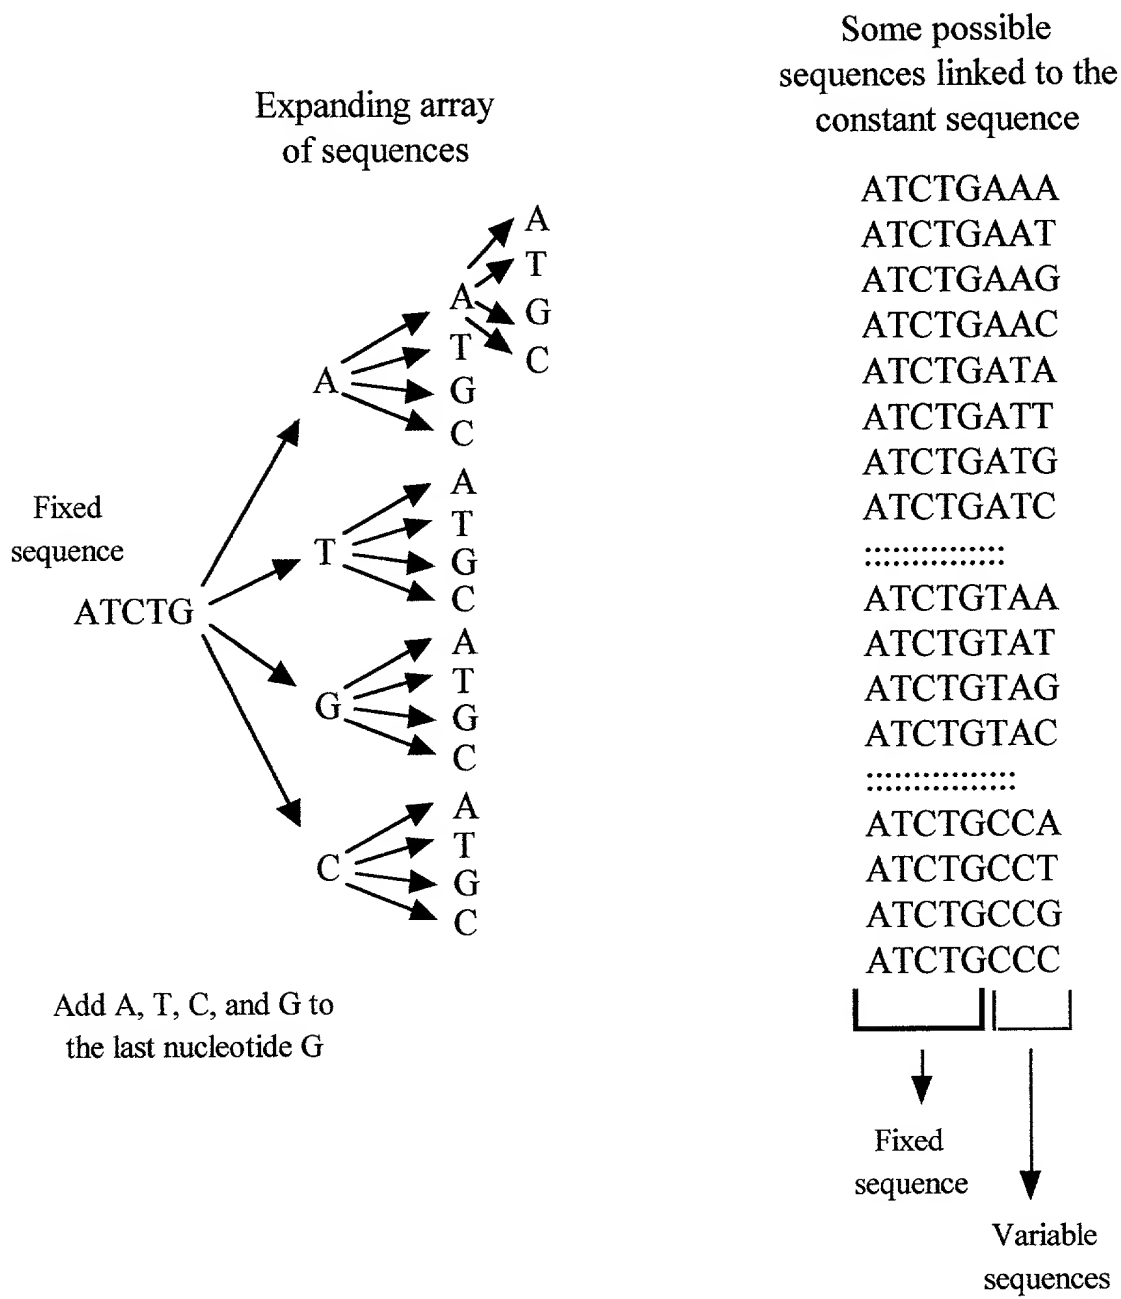 Some possible
sequences linked to the
constant sequence
Expanding array
of sequences
A
T
G
C
A
T
G
C
A
A
T
G
C
T
A
T
G
C
G
A
T
G
C
C
Fixed
sequence
ATCTG
Add A, T, C, and G to
the last nucleotide G
ATCTGAAA
ATCTGAAT
ATCTGAAG
ATCTGAAC
ATCTGATA
ATCTGATT
ATCTGATG
ATCTGATC
ATCTGTAA
ATCTGTAT
ATCTGTAG
ATCTGTAC
ATCTGCCA
ATCTGCCT
ATCTGCCG
ATCTGCCC
Fixed
sequence
Variable
sequences